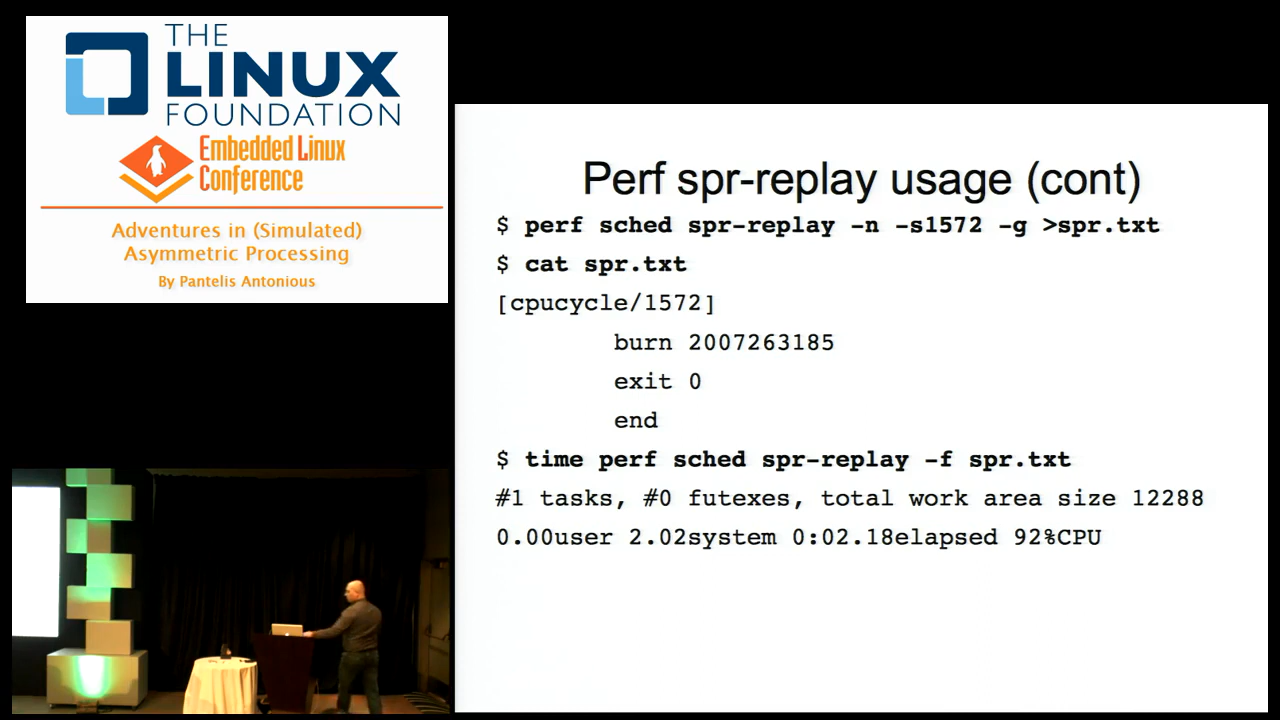 THE
LINUX
FOUNDATION
Embedded Linux
Conference
Adventures in (Simulated)
Asymmetric Processing
By Pantelis Antonious
Perf spr-replay usage (cont)
$ perf sched spr-replay -n -s1572 -g >spr.txt
$ cat spr.txt
[cpucycle/1572]
burn 2007263185
exit 0
end
$ time perf sched spr-replay -f spr.txt
#1 tasks, #0 futexes, total work area size 12288
0.00user 2.02system 0:02.18elapsed 92%CPU